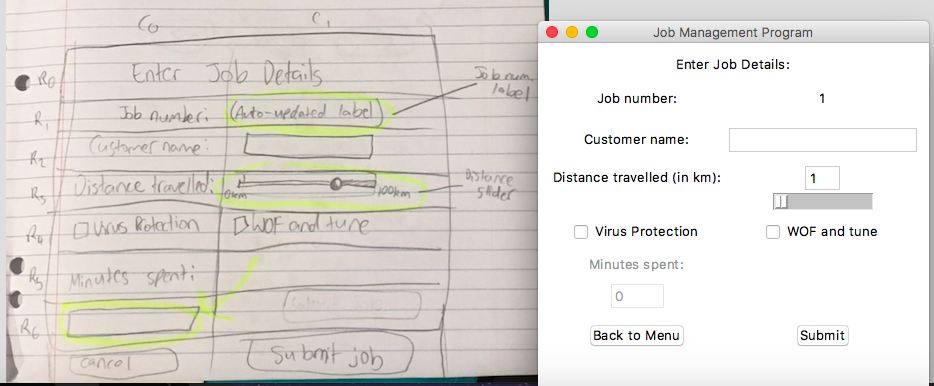 C0 C1
R0 Enter Job Details
Job num. label
R1 Job number: (Auto-updated label)
R2 Customer name:
R3 Distance travelled: 0km 100km
Distance slider
R4 Virus Protection WOF and tune
R5 Minutes spent:
R6
Cancel Submit job
Job Management Program
Enter Job Details:
Job number: 1
Customer name:
Distance travelled (in km): 1
Virus Protection WOF and tune
Minutes spent:
0
Back to Menu Submit